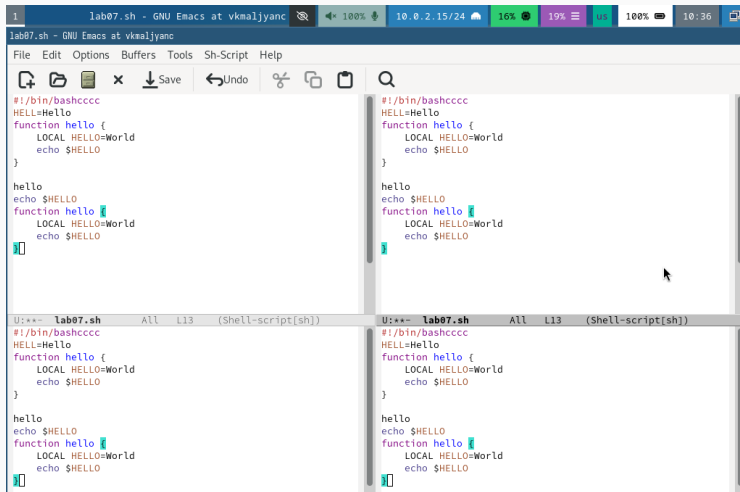 1 lab07.sh - GNU Emacs at vkmaljyanc 100% 10.0.2.15/24 16% 19% us 100% 10:36
lab07.sh - GNU Emacs at vkmaljyanc
File Edit Options Buffers Tools Sh-Script Help
Save Undo
#!/bin/bashcccc
HELL=Hello
function hello {
    LOCAL HELLO=World
    echo $HELLO
}
hello
echo $HELLO
function hello {
    LOCAL HELLO=World
    echo $HELLO
}
U:**- lab07.sh All L13 (Shell-script[sh])
#!/bin/bashcccc
HELL=Hello
function hello {
    LOCAL HELLO=World
    echo $HELLO
}
hello
echo $HELLO
function hello {
    LOCAL HELLO=World
    echo $HELLO
}
U:**- lab07.sh All L13 (Shell-script[sh])
#!/bin/bashcccc
HELL=Hello
function hello {
    LOCAL HELLO=World
    echo $HELLO
}
hello
echo $HELLO
function hello {
    LOCAL HELLO=World
    echo $HELLO
}
#!/bin/bashcccc
HELL=Hello
function hello {
    LOCAL HELLO=World
    echo $HELLO
}
hello
echo $HELLO
function hello {
    LOCAL HELLO=World
    echo $HELLO
}